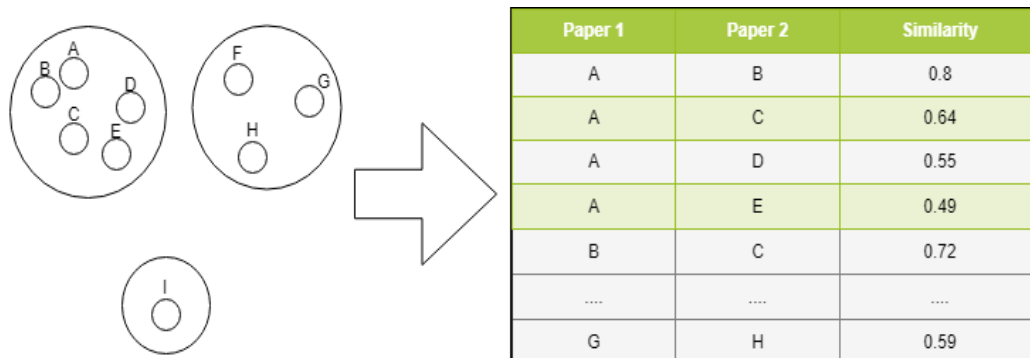 A
B
D
C
E
F
G
H
I
Paper 1 Paper 2 Similarity
A B 0.8
A C 0.64
A D 0.55
A E 0.49
B C 0.72
.... .... ....
G H 0.59